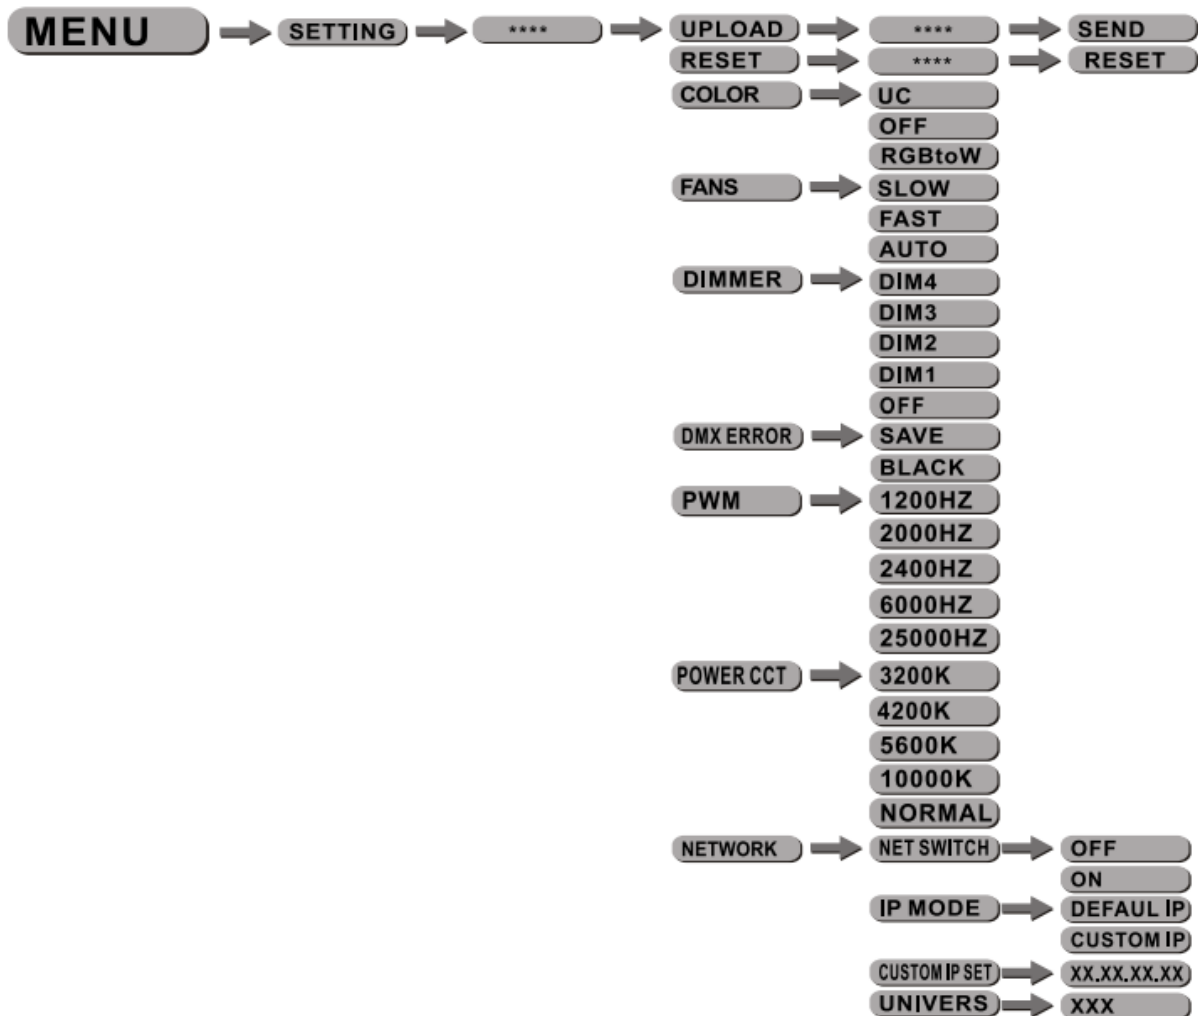 MENU SETTING **** UPLOAD **** SEND
RESET **** RESET
COLOR UC
OFF
RGBtoW
FANS SLOW
FAST
AUTO
DIMMER DIM4
DIM3
DIM2
DIM1
OFF
DMX ERROR SAVE
BLACK
PWM 1200HZ
2000HZ
2400HZ
6000HZ
25000HZ
POWER CCT 3200K
4200K
5600K
10000K
NORMAL
NETWORK NET SWITCH OFF
ON
IP MODE DEFAUL IP
CUSTOM IP
CUSTOM IP SET XX.XX.XX.XX
UNIVERS XXX